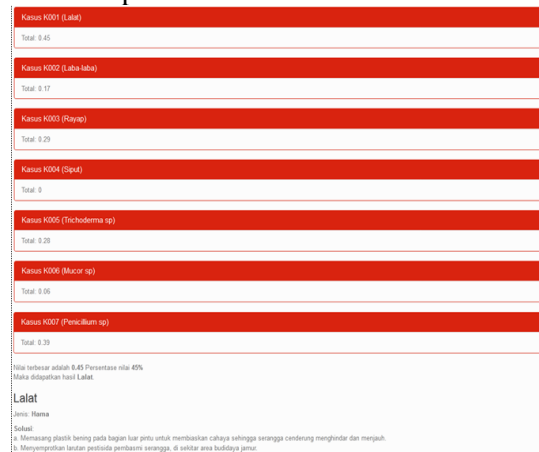 Kasus K001 (Lalat)
Total: 0.45
Kasus K002 (Laba-laba)
Total: 0.17
Kasus K003 (Rayap)
Total: 0.29
Kasus K004 (Siput)
Total: 0
Kasus K005 (Trichoderma sp)
Total: 0.28
Kasus K006 (Mucor sp)
Total: 0.06
Kasus K007 (Penicillium sp)
Total: 0.39
Nilai terbesar adalah 0.45 Persentase nilai 45%
Maka didapatkan hasil Lalat.
Lalat
Jenis: Hama
Solusi:
a. Memasang plastik bening pada bagian luar pintu untuk membiaskan cahaya sehingga serangga cenderung menghindar dan menjauh.
b. Menyemprotkan larutan pestisida pembasmi serangga, di sekitar area budidaya jamur.